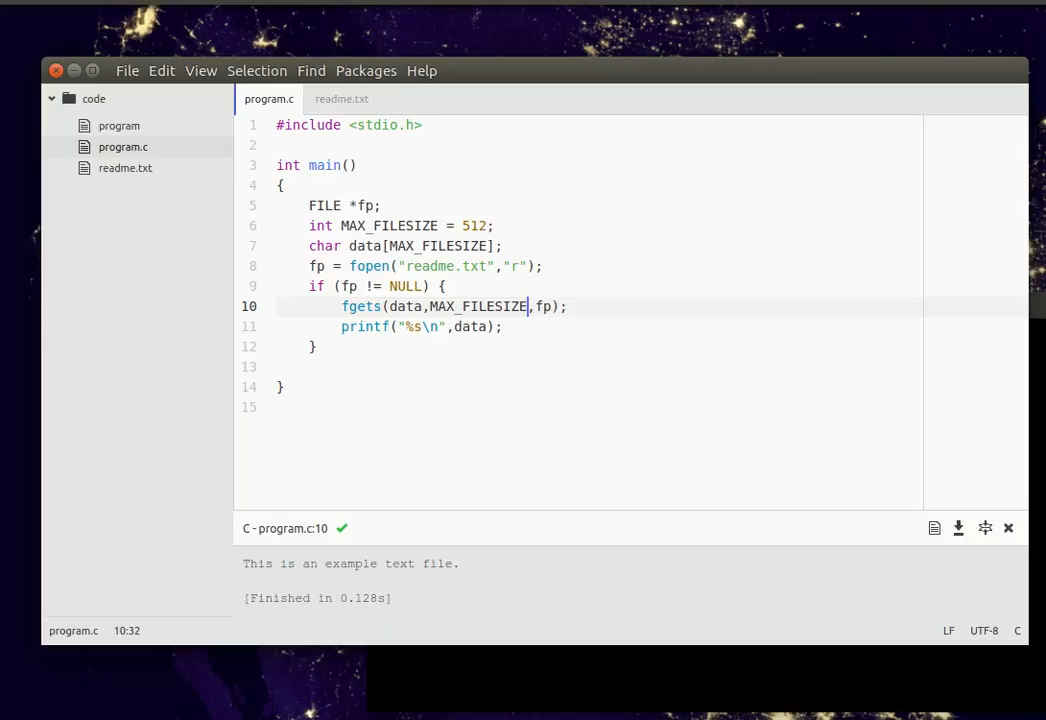 File Edit View Selection Find Packages Help
code
program
program.c
readme.txt
program.c readme.txt
1 #include <stdio.h>
2
3 int main()
4 {
5     FILE *fp;
6     int MAX_FILESIZE = 512;
7     char data[MAX_FILESIZE];
8     fp = fopen("readme.txt","r");
9     if (fp != NULL) {
10         fgets(data,MAX_FILESIZE,fp);
11         printf("%s\n",data);
12     }
13
14 }
15
C - program.c:10
This is an example text file.
[Finished in 0.128s]
program.c 10:32 LF UTF-8 C